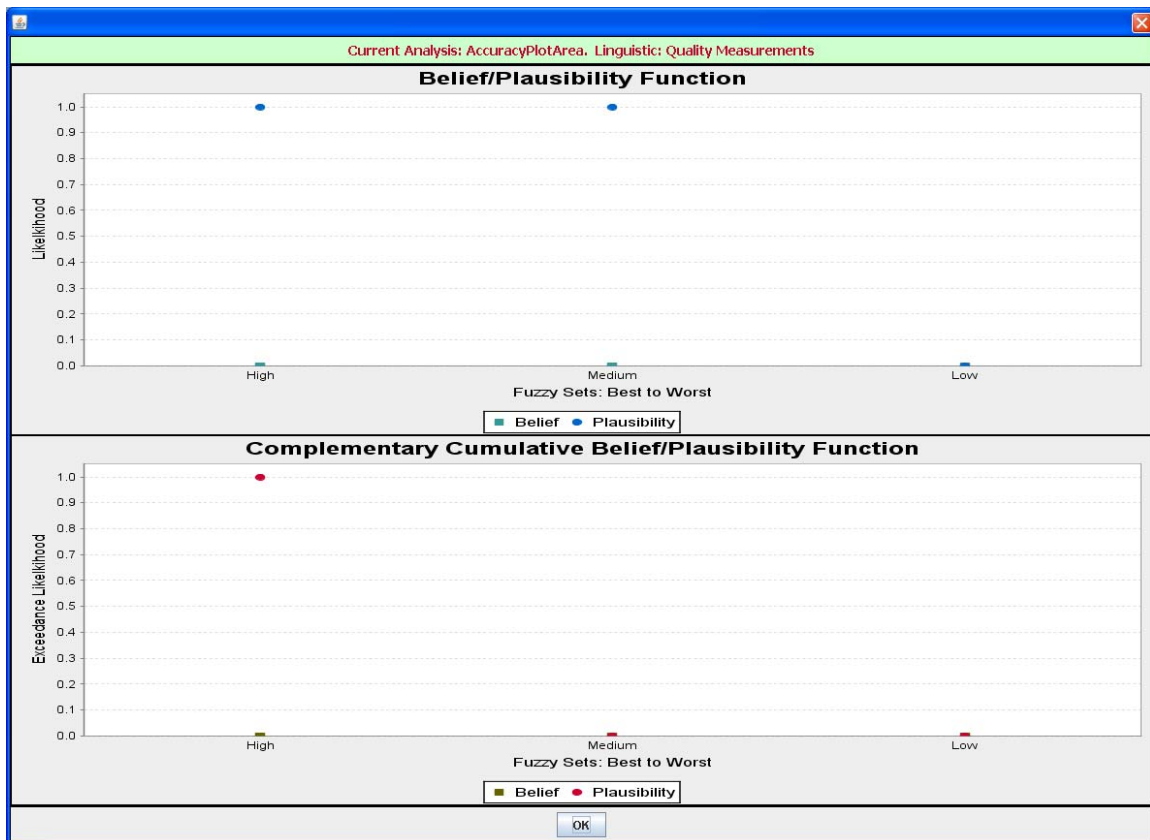 Current Analysis: AccuracyPlotArea. Linguistic: Quality Measurements
Belief/Plausibility Function
1.0
0.9
0.8
0.7
0.6
0.5
0.4
0.3
0.2
0.1
0.0
Likelkihood
High Medium Low
Fuzzy Sets: Best to Worst
Belief Plausibility
Complementary Cumulative Belief/Plausibility Function
1.0
0.9
0.8
0.7
0.6
0.5
0.4
0.3
0.2
0.1
0.0
Exceedance Likelkihood
High Medium Low
Fuzzy Sets: Best to Worst
Belief Plausibility
OK